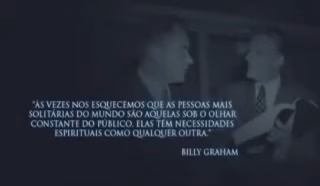 "ÀS VEZES NOS ESQUECEMOS QUE AS PESSOAS MAIS
SOLITÁRIAS DO MUNDO SÃO AQUELAS SOB O OLHAR
CONSTANTE DO PÚBLICO. ELAS TÊM NECESSIDADES
ESPIRITUAIS COMO QUALQUER OUTRA."
BILLY GRAHAM